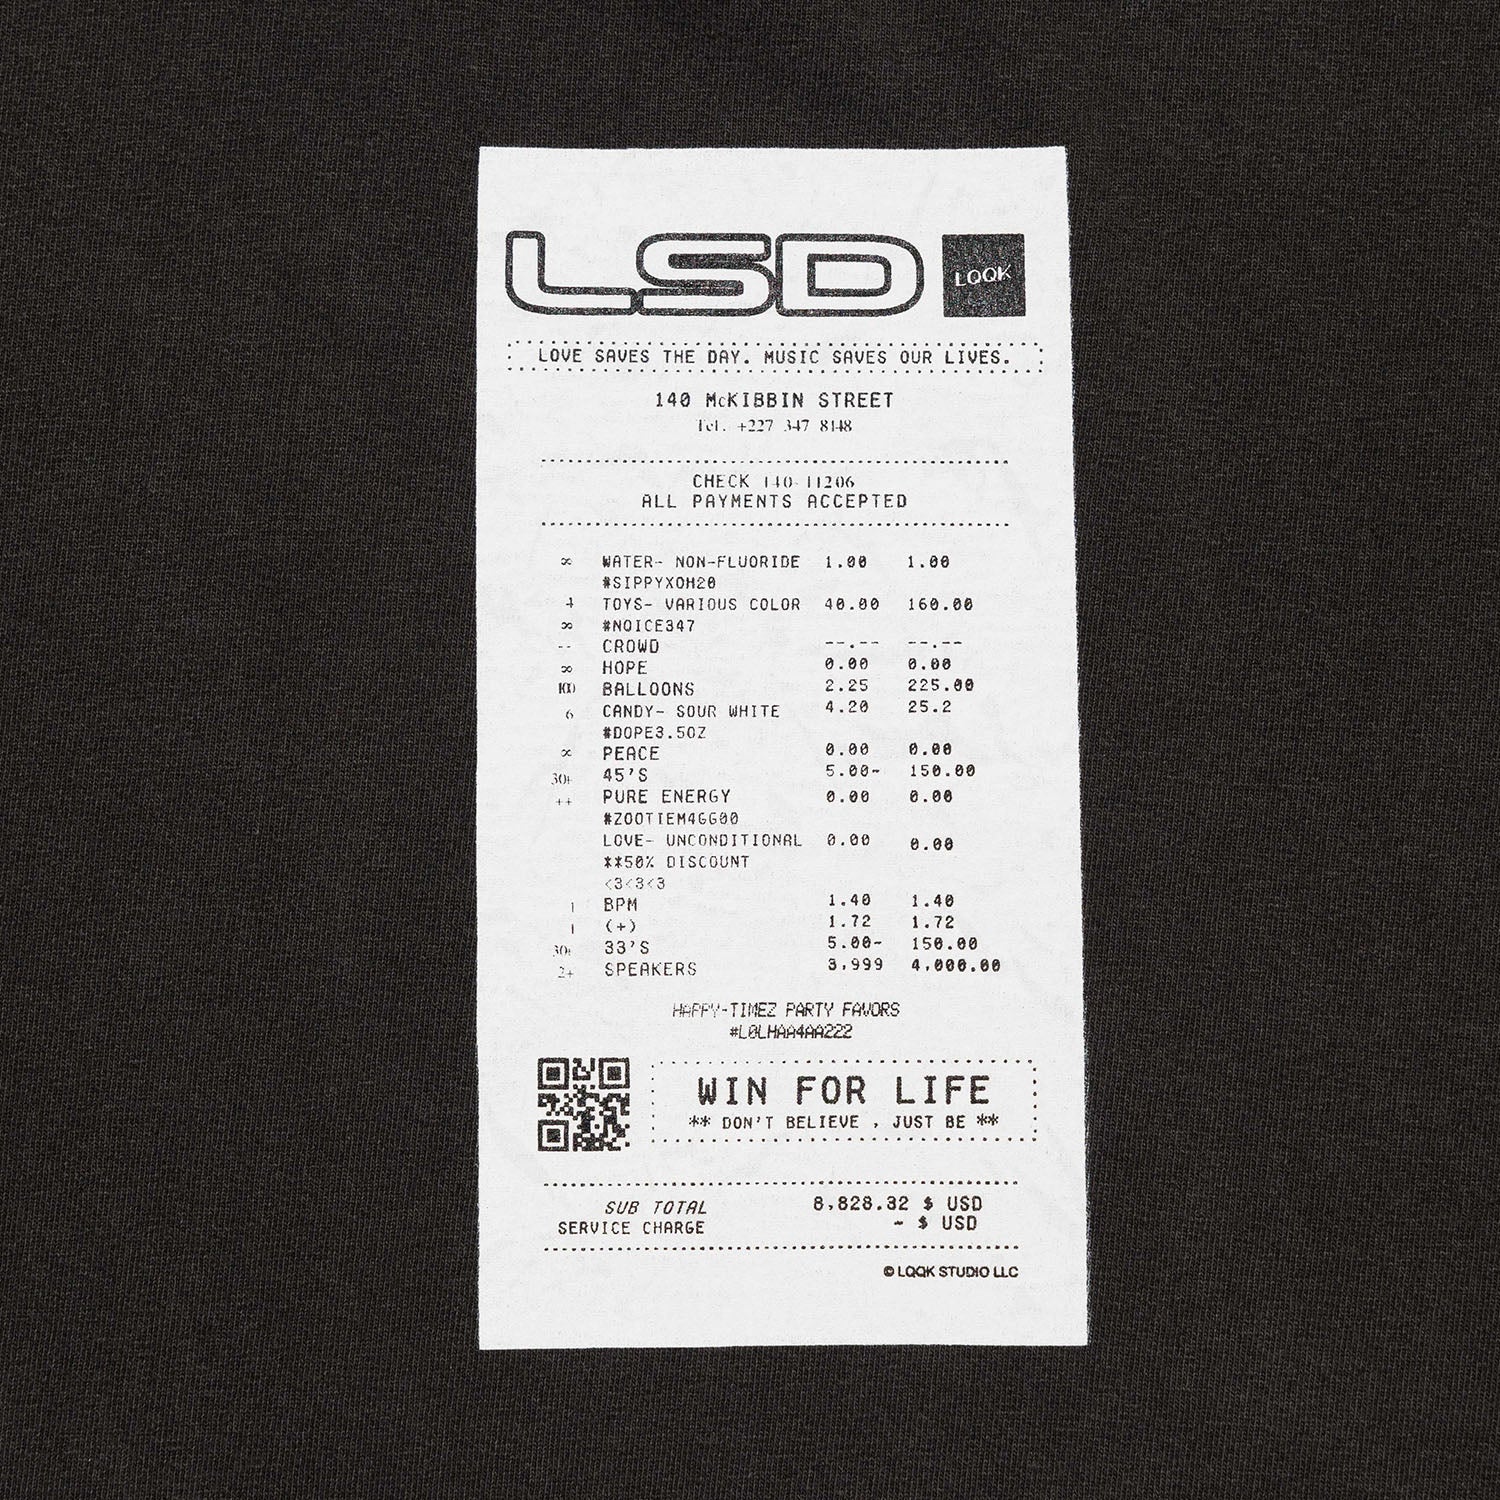 LSD LQQK
LOVE SAVES THE DAY. MUSIC SAVES OUR LIVES.
140 McKIBBIN STREET
Tel. +227 347 8148
CHECK 140-11206
ALL PAYMENTS ACCEPTED
∞ WATER- NON-FLUORIDE 1.00 1.00
#SIPPYXOH20
4 TOYS- VARIOUS COLOR 40.00 160.00
∞ #NOICE347
-- CROWD --.-- --.--
∞ HOPE 0.00 0.00
100 BALLOONS 2.25 225.00
6 CANDY- SOUR WHITE 4.20 25.2
#DOPE3.5OZ
∞ PEACE 0.00 0.00
30+ 45'S 5.00- 150.00
++ PURE ENERGY 0.00 0.00
#ZOOTIEM4GG00
LOVE- UNCONDITIONAL 0.00 0.00
**50% DISCOUNT
<3<3<3
1 BPM 1.40 1.40
1 (+) 1.72 1.72
30+ 33'S 5.00- 150.00
2+ SPEAKERS 3,999 4,000.00
HAPPY-TIMEZ PARTY FAVORS
#L0LHAA4AA222
WIN FOR LIFE
** DON'T BELIEVE , JUST BE **
SUB TOTAL 8,828.32 $ USD
SERVICE CHARGE - $ USD
© LQQK STUDIO LLC